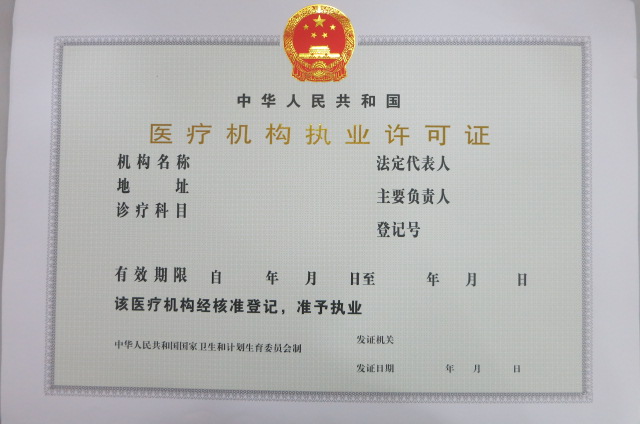 中华人民共和国
医疗机构执业许可证
机构名称
法定代表人
地 址
主要负责人
诊疗科目
登记号
有效期限 自 年 月 日至 年 月 日
该医疗机构经核准登记，准予执业
中华人民共和国国家卫生和计划生育委员会制
发证机关
发证日期 年 月 日